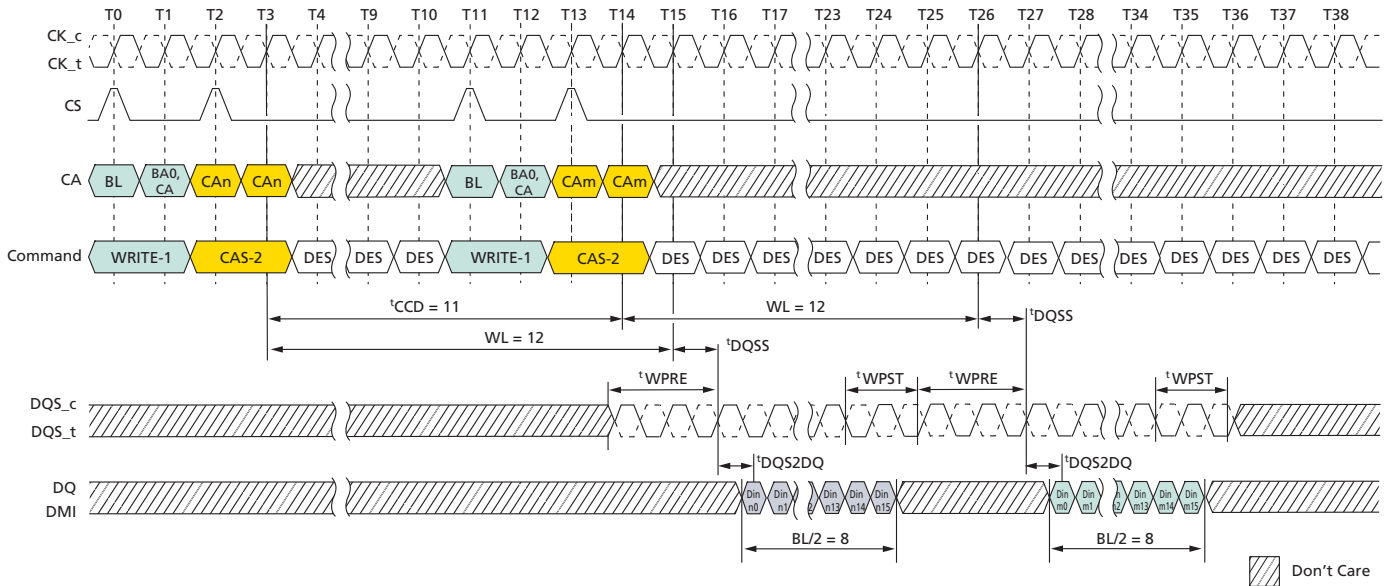 T0 T1 T2 T3 T4 T9 T10 T11 T12 T13 T14 T15 T16 T17 T23 T24 T25 T26 T27 T28 T34 T35 T36 T37 T38
CK_c
CK_t
CS
CA BL BA0, CA CAn CAn BL BA0, CA CAm CAm
Command WRITE-1 CAS-2 DES DES DES WRITE-1 CAS-2 DES DES DES DES DES DES DES DES DES DES DES DES DES DES
tCCD = 11 WL = 12 tDQSS
WL = 12 tDQSS
tWPRE tWPST tWPRE tWPST
DQS_c
DQS_t
tDQS2DQ tDQS2DQ
DQ
DMI
Din n0 Din n1 Din n13 Din n14 Din n15 Din m0 Din m1 Din m13 Din m14 Din m15
BL/2 = 8 BL/2 = 8
Don't Care